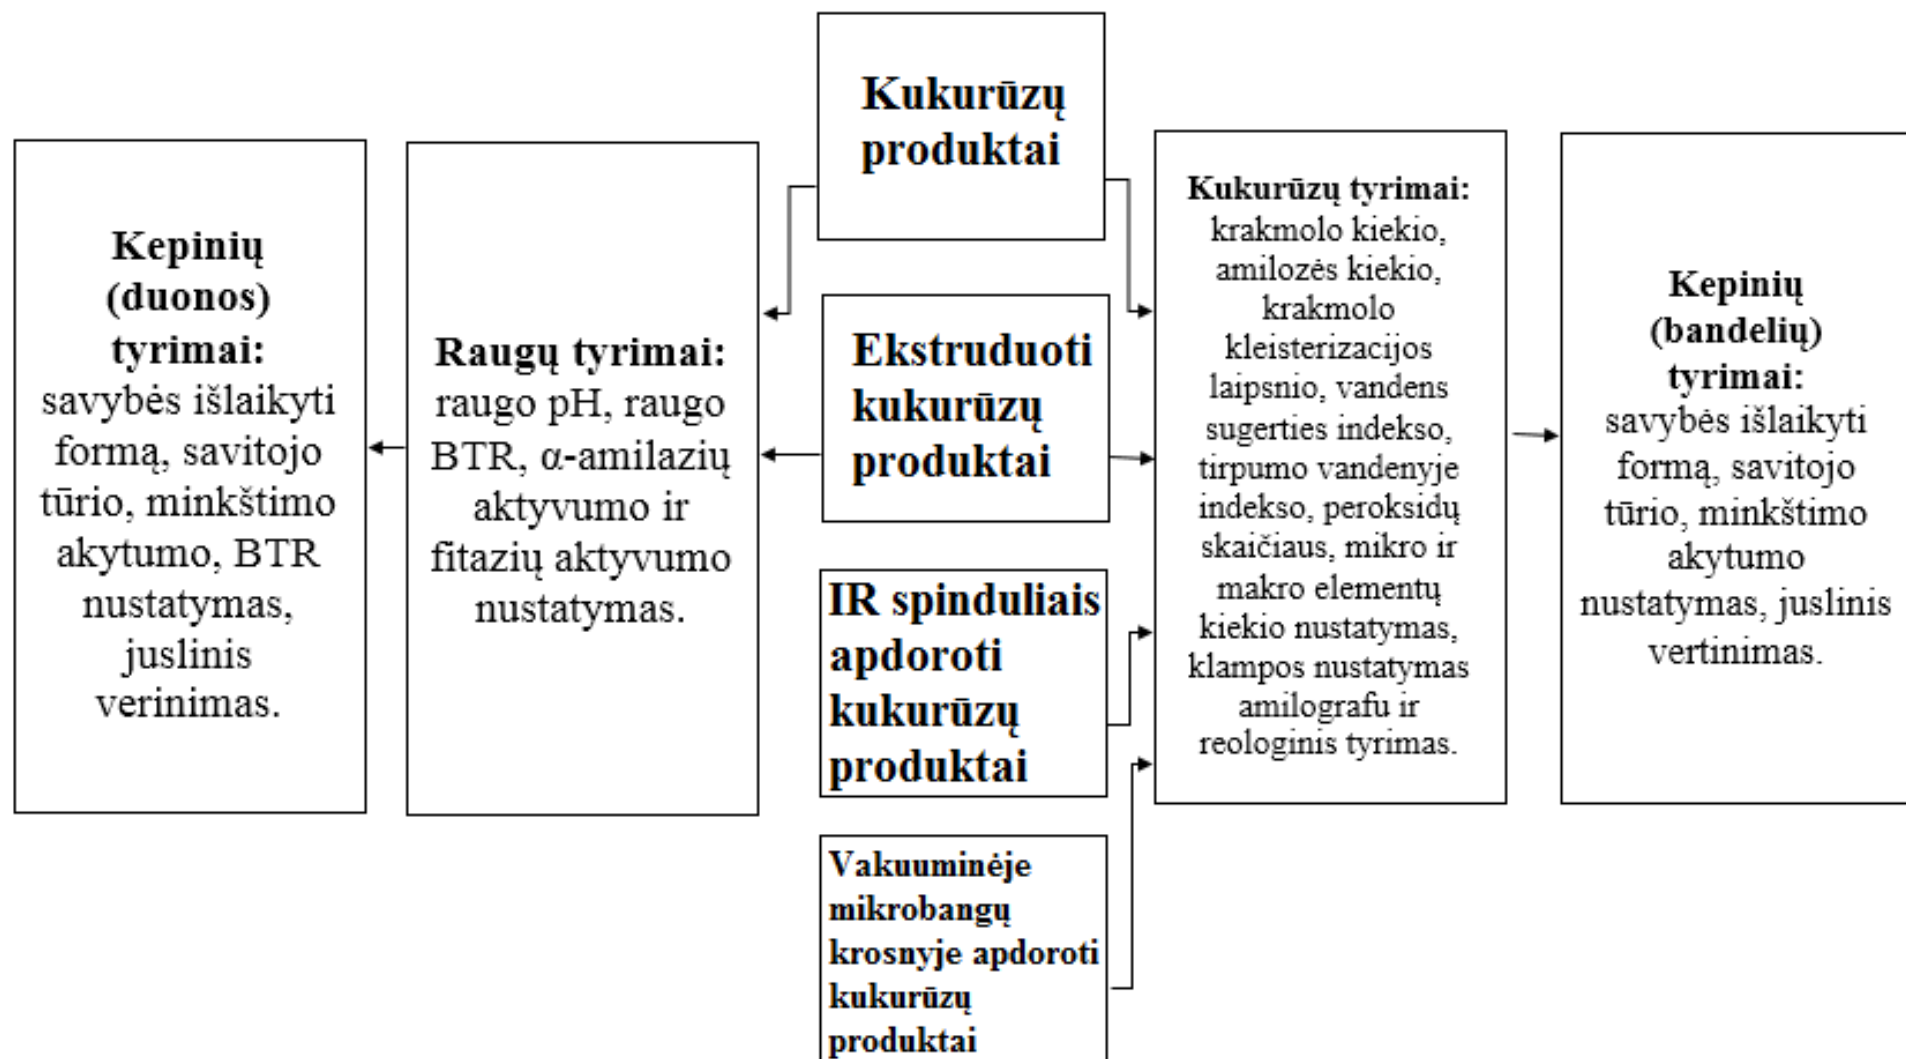 Kukurūzų
produktai
Kepinių
(duonos)
tyrimai:
savybės išlaikyti
formą, savitojo
tūrio, minkštimo
akytumo, BTR
nustatymas,
juslinis
verinimas.
Raugų tyrimai:
raugo pH, raugo
BTR, α-amilazių
aktyvumo ir
fitazių aktyvumo
nustatymas.
Ekstruduoti
kukurūzų
produktai
IR spinduliais
apdoroti
kukurūzų
produktai
Vakuuminėje
mikrobangų
krosnyje apdoroti
kukurūzų
produktai
Kukurūzų tyrimai:
krakmolo kiekio,
amilozės kiekio,
krakmolo
kleisterizacijos
laipsnio, vandens
sugerties indekso,
tirpumo vandenyje
indekso, peroksidų
skaičiaus, mikro ir
makro elementų
kiekio nustatymas,
klampos nustatymas
amilografu ir
reologinis tyrimas.
Kepinių
(bandelių)
tyrimai:
savybės išlaikyti
formą, savitojo
tūrio, minkštimo
akytumo
nustatymas, juslinis
vertinimas.